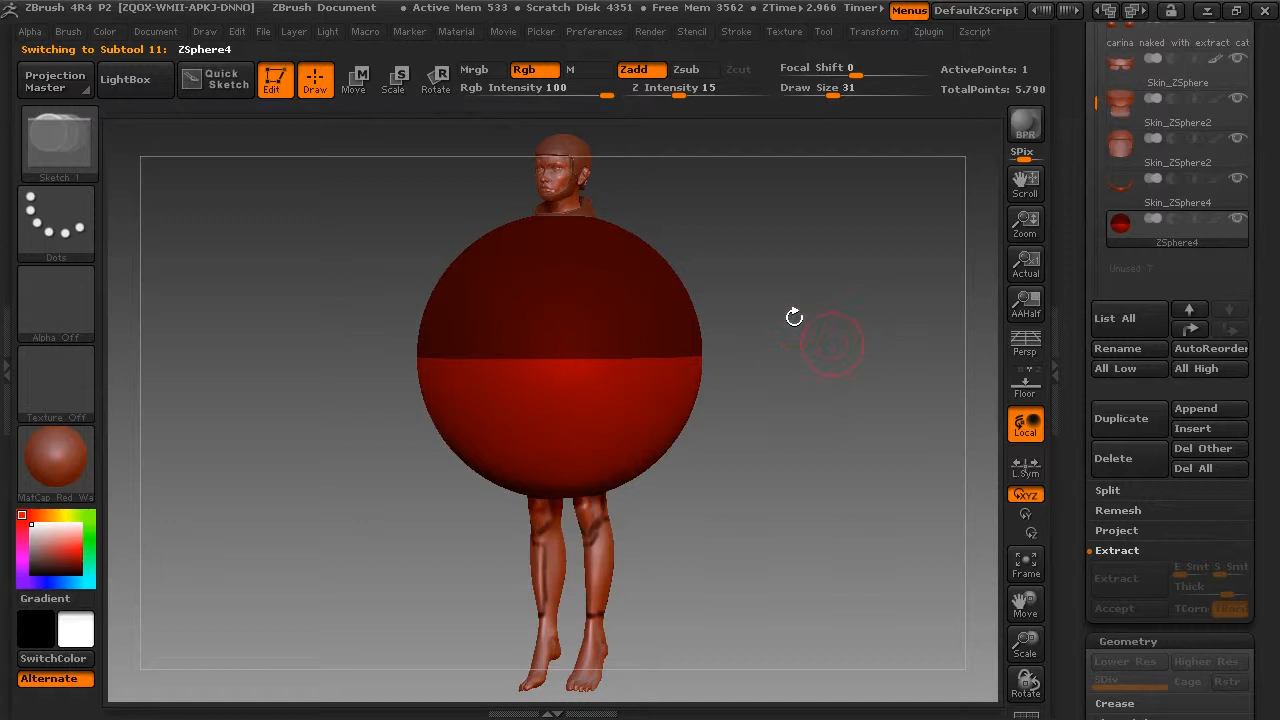 ZBrush 4R4 P2 [ZQOX-WMII-APKJ-DNNO] ZBrush Document • Active Mem 533 • Scratch Disk 4351 • Free Mem 3562 • ZTime▸2.966 Timer▸ Menus DefaultZScript
Alpha Brush Color Document Draw Edit File Layer Light Macro Marker Material Movie Picker Preferences Render Stencil Stroke Texture Tool Transform Zplugin Zscript
Switching to Subtool 11: ZSphere4
Projection Master
LightBox
Quick Sketch
Edit
Draw
Move
Scale
Rotate
Mrgb Rgb M
Rgb Intensity 100
Zadd Zsub Zcut
Z Intensity 15
Focal Shift 0
Draw Size 31
ActivePoints: 1
TotalPoints: 5.790
Sketch 1
Dots
Alpha Off
Texture Off
MatCap Red Wa
Gradient
SwitchColor
Alternate
BPR
SPix
Scroll
Zoom
Actual
AAHalf
Persp
Floor
Local
L.Sym
XYZ
Frame
Move
Scale
Rotate
carina naked with extract cat
Skin_ZSphere
Skin_ZSphere2
Skin_ZSphere2
Skin_ZSphere4
ZSphere4
Unused 7
List All
Rename AutoReorder
All Low All High
Duplicate Append
Insert
Delete Del Other
Del All
Split
Remesh
Project
Extract
Extract E Smt S Smt
Thick
Accept TCorn
Geometry
Lower Res Higher Res
SDiv Cage Rstr
Crease